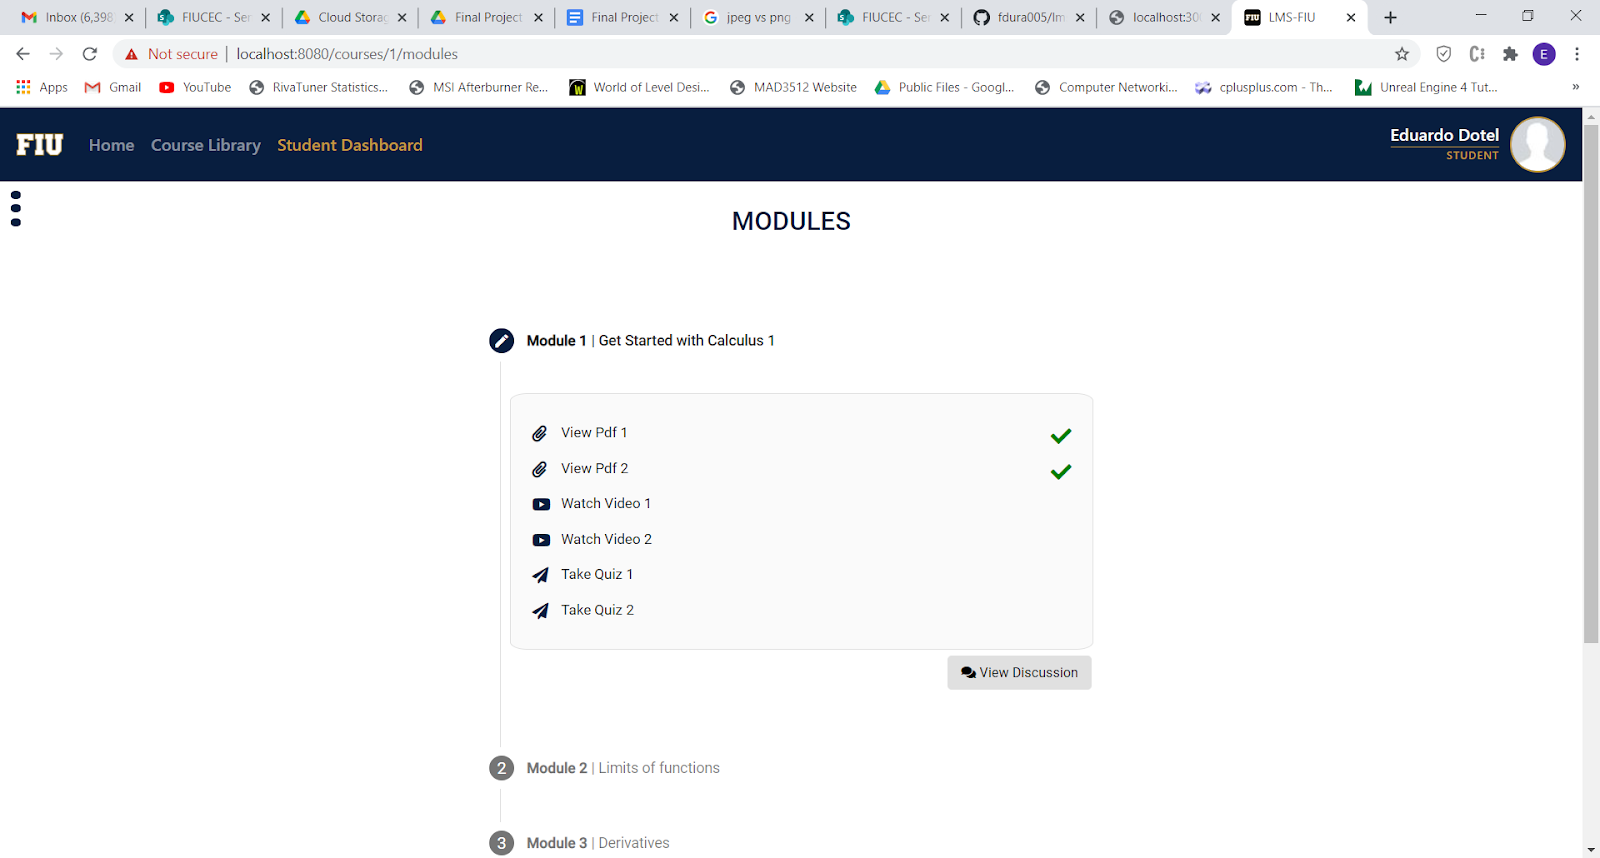 Inbox (6,398 FIUCEC - Ser Cloud Storag Final Project Final Project jpeg vs png FIUCEC - Ser fdura005/lm localhost:300 LMS-FIU
Not secure | localhost:8080/courses/1/modules E
Apps Gmail YouTube RivaTuner Statistics... MSI Afterburner Re... World of Level Desi... MAD3512 Website Public Files - Googl... Computer Networki... cplusplus.com - Th... Unreal Engine 4 Tut... »
FIU Home Course Library Student Dashboard Eduardo Dotel
STUDENT
MODULES
Module 1 | Get Started with Calculus 1
View Pdf 1
View Pdf 2
Watch Video 1
Watch Video 2
Take Quiz 1
Take Quiz 2
View Discussion
2 Module 2 | Limits of functions
3 Module 3 | Derivatives